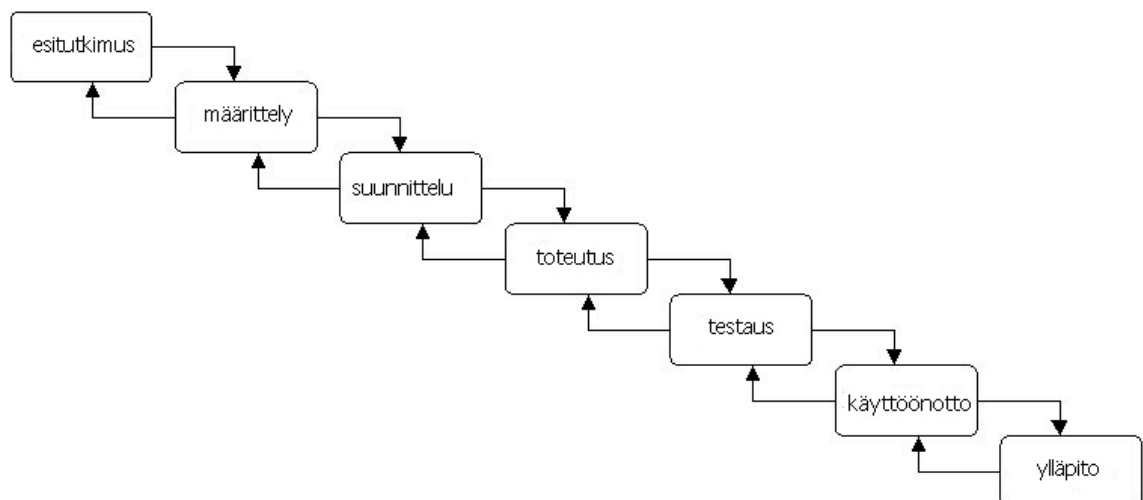 esitutkimus
määrittely
suunnittelu
toteutus
testaus
käyttöönotto
ylläpito